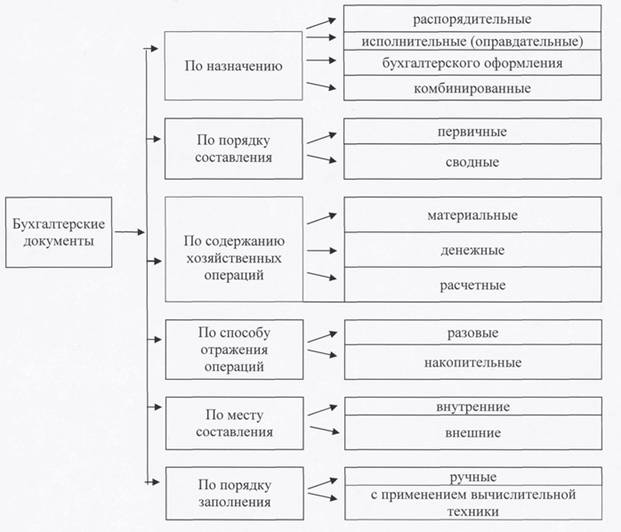 Бухгалтерские
документы
По назначению
распорядительные
исполнительные (оправдательные)
бухгалтерского оформления
комбинированные
По порядку
составления
первичные
сводные
По содержанию
хозяйственных
операций
материальные
денежные
расчетные
По способу
отражения
операций
разовые
накопительные
По месту
составления
внутренние
внешние
По порядку
заполнения
ручные
с применением вычислительной
техники